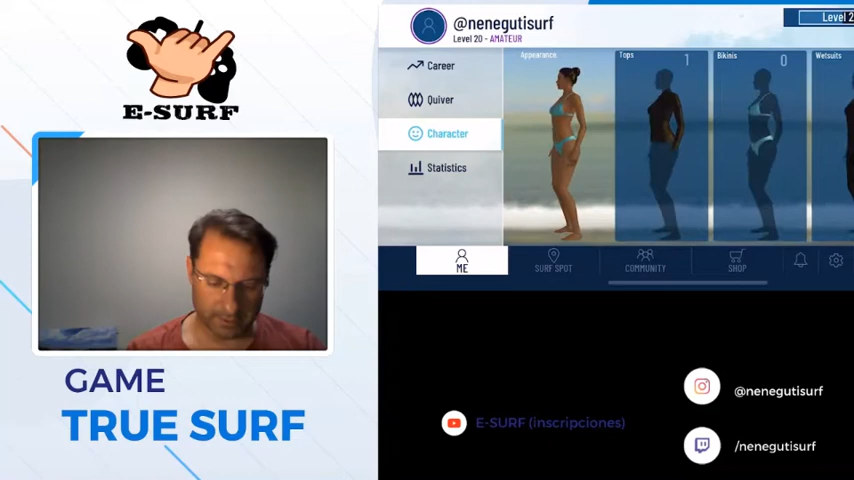 E-SURF
GAME
TRUE SURF
@nenegutisurf
Level 20 - AMATEUR
Level 2
Career
Quiver
Character
Statistics
Appearance
Tops
1
Bikinis
0
Wetsuits
ME
SURF SPOT
COMMUNITY
SHOP
E-SURF (inscripciones)
@nenegutisurf
/nenegutisurf